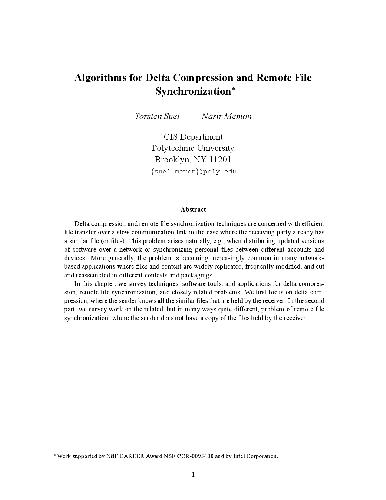 Algorithms for Delta Compression and Remote File
Synchronization*
Torsten Suel Nasir Memon
CIS Department
Polytechnic University
Brooklyn, NY 11201
{suel,memon}@poly.edu
Abstract
Delta compression and remote file synchronization techniques are concerned with efficient
file transfer over a slow communication link in the case where the receiving party already has
a similar file (or files). This problem arises naturally, e.g., when distributing updated versions
of software over a network or synchronizing personal files between different accounts and
devices. More generally, the problem is becoming increasingly common in many network-
based applications where files and content are widely replicated, frequently modified, and cut
and reassembled in different contexts and packagings.
In this chapter, we survey techniques, software tools, and applications for delta compres-
sion, remote file synchronization, and closely related problems. We first focus on delta com-
pression, where the sender knows all the similar files that are held by the receiver. In the second
part, we survey work on the related, but in many ways quite different, problem of remote file
synchronization, where the sender does not have a copy of the files held by the receiver.
*Work supported by NSF CAREER Award NSF CCR-0093400 and by Intel Corporation.
1